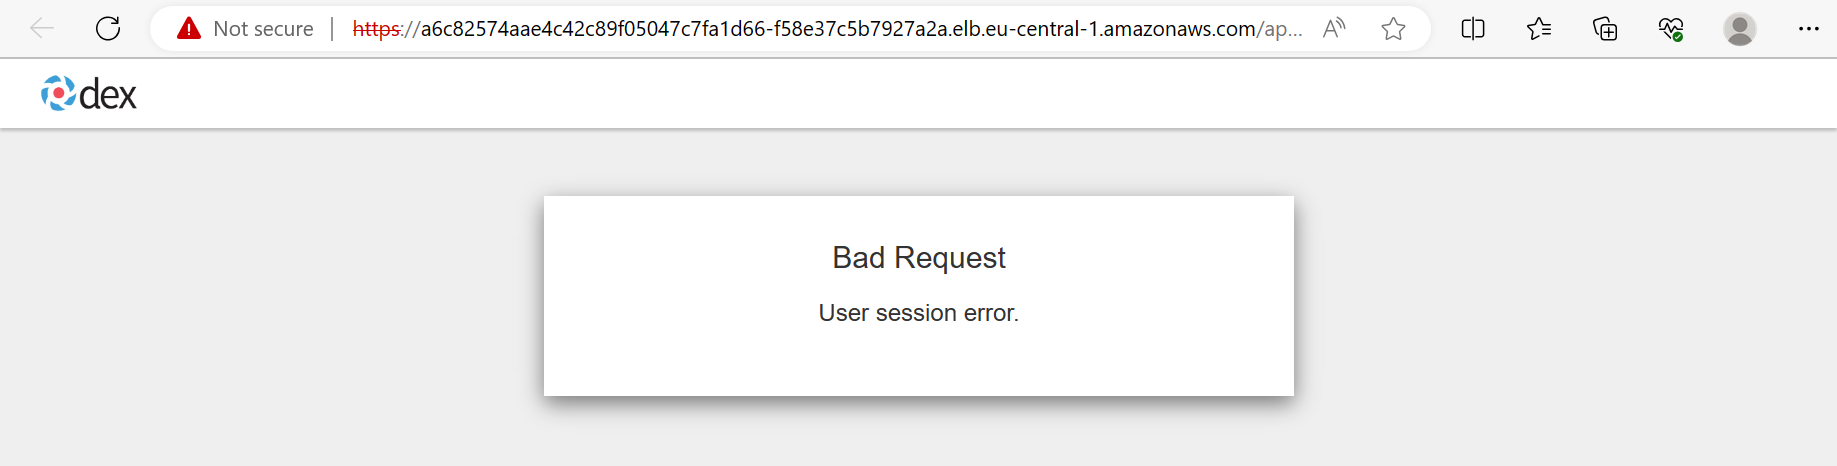 Not secure | https://a6c82574aae4c42c89f05047c7fa1d66-f58e37c5b7927a2a.elb.eu-central-1.amazonaws.com/ap...
dex
Bad Request
User session error.